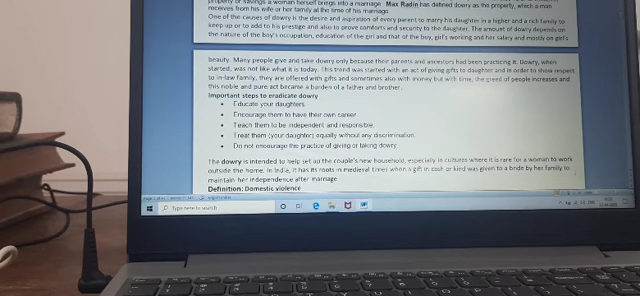 property or savings a woman herself brings into a marriage. Max Radin has defined dowry as the property, which a man
receives from his wife or her family at the time of his marriage.
One of the causes of dowry is the desire and aspiration of every parent to marry his daughter in a higher and a rich family to
keep up or to add to his prestige and also to prove comforts and security to the daughter. The amount of dowry depends on
the nature of the boy's occupation, education of the girl and that of the boy, girl's working and her salary and mostly on girl's
beauty. Many people give and take dowry only because their parents and ancestors had been practicing it. Dowry, when
started, was not like what it is today. This trend was started with an act of giving gifts to daughter and in order to show respect
to in-law family, they are offered with gifts and sometimes also with money but with time, the greed of people increases and
this noble and pure act became a burden of a father and brother.
Important steps to eradicate dowry
• Educate your daughters
• Encourage them to have their own career
• Teach them to be independent and responsible
• Treat them (your daughter) equally without any discrimination
• Do not encourage the practice of giving or taking dowry
The dowry is intended to help set up the couple's new household, especially in cultures where it is rare for a woman to work
outside the home. In India, it has its roots in medieval times when a gift in cash or kind was given to a bride by her family to
maintain her independence after marriage
Definition: Domestic violence
Type here to search